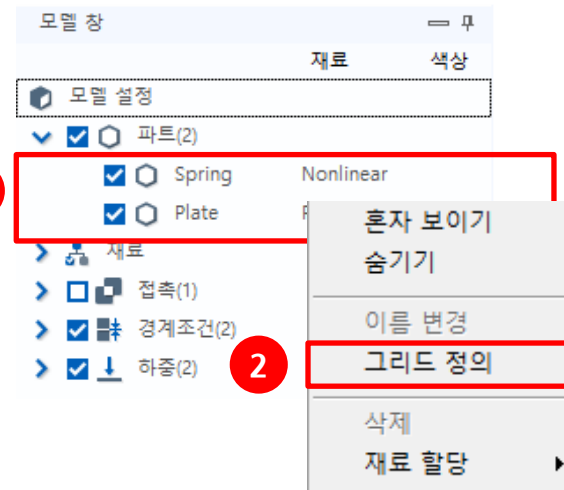 모델 창
재료 색상
모델 설정
파트(2)
Spring Nonlinear
Plate
재료
접촉(1)
경계조건(2)
하중(2)
혼자 보이기
숨기기
이름 변경
2
그리드 정의
삭제
재료 할당